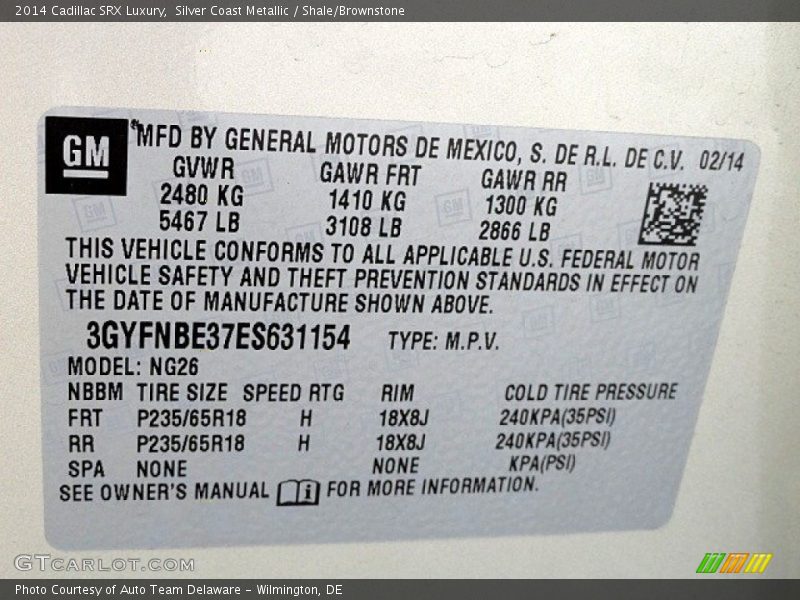 2014 Cadillac SRX Luxury,  Silver Coast Metallic / Shale/Brownstone
GM
*MFD BY GENERAL MOTORS DE MEXICO, S. DE R.L. DE C.V. 02/14
GVWR GAWR FRT GAWR RR
2480 KG 1410 KG 1300 KG
5467 LB 3108 LB 2866 LB
THIS VEHICLE CONFORMS TO ALL APPLICABLE U.S. FEDERAL MOTOR
VEHICLE SAFETY AND THEFT PREVENTION STANDARDS IN EFFECT ON
THE DATE OF MANUFACTURE SHOWN ABOVE.
3GYFNBE37ES631154 TYPE: M.P.V.
MODEL: NG26
NBBM TIRE SIZE SPEED RTG RIM COLD TIRE PRESSURE
FRT P235/65R18 H 18X8J 240KPA(35PSI)
RR P235/65R18 H 18X8J 240KPA(35PSI)
SPA NONE NONE KPA(PSI)
SEE OWNER'S MANUAL i FOR MORE INFORMATION.
GTCARLOT.COM
Photo Courtesy of Auto Team Delaware – Wilmington, DE